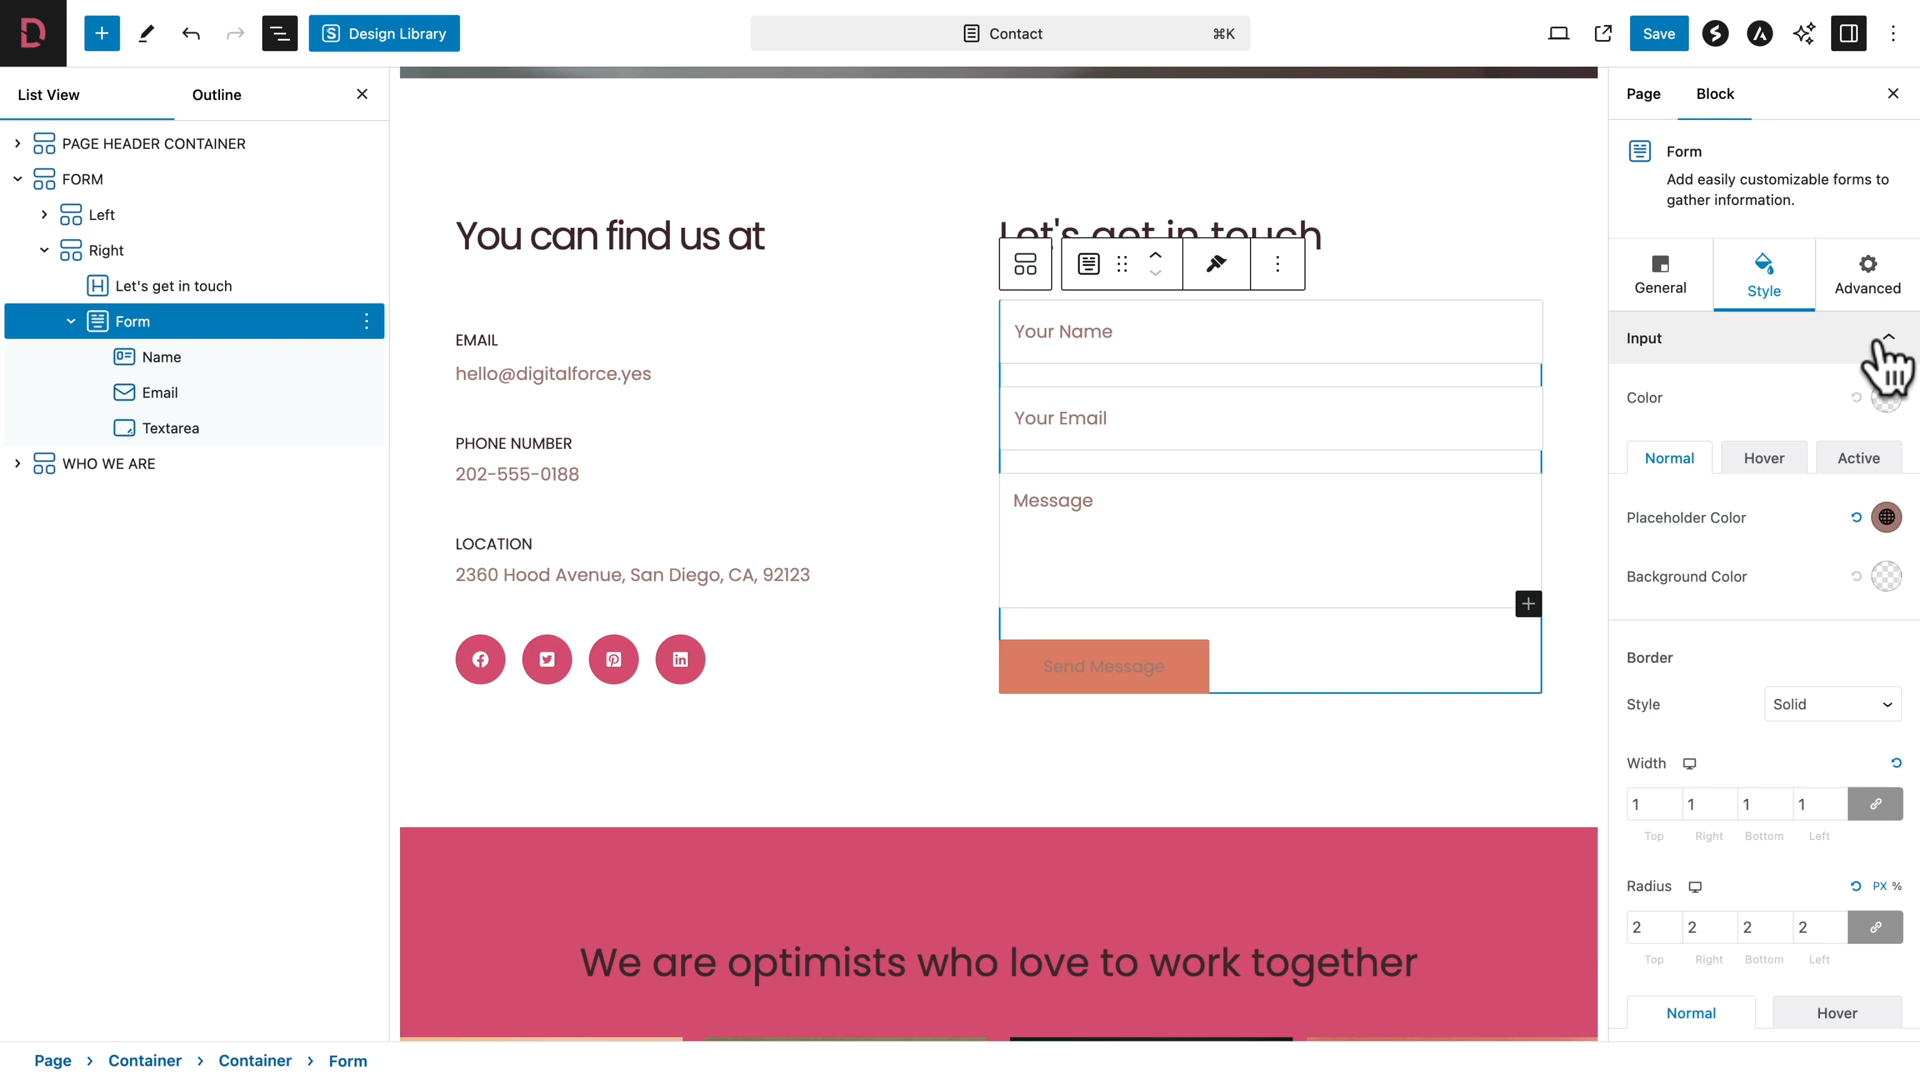 D
Design Library
Contact
⌘K
Save
List View
Outline
PAGE HEADER CONTAINER
FORM
Left
Right
Let's get in touch
Form
Name
Email
Textarea
WHO WE ARE
You can find us at
EMAIL
hello@digitalforce.yes
PHONE NUMBER
202-555-0188
LOCATION
2360 Hood Avenue, San Diego, CA, 92123
Let's get in touch
Your Name
Your Email
Message
Send Message
We are optimists who love to work together
Page
Block
Form
Add easily customizable forms to
gather information.
General
Style
Advanced
Input
Color
Normal
Hover
Active
Placeholder Color
Background Color
Border
Style
Solid
Width
1 1 1 1
Top Right Bottom Left
Radius
PX %
2 2 2 2
Top Right Bottom Left
Normal
Hover
Page > Container > Container > Form